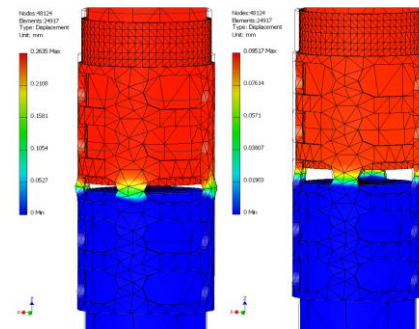 Nodes:48124
Elements:24917
Type: Displacement
Unit: mm
0.2635 Max
0.2108
0.1581
0.1054
0.0527
0 Min
Nodes:48124
Elements:24917
Type: Displacement
Unit: mm
0.09517 Max
0.07614
0.0571
0.03807
0.01903
0 Min